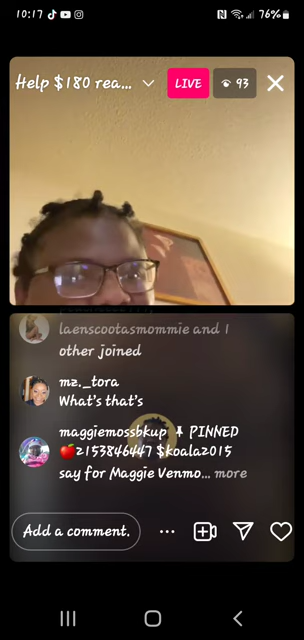 10:17
76%
Help $180 rea...
LIVE
93
laenscootasmommie and 1
other joined
mz._tora
What's that's
maggiemossbkup PINNED
🍎2153846447 $koala2015
say for Maggie Venmo... more
Add a comment.